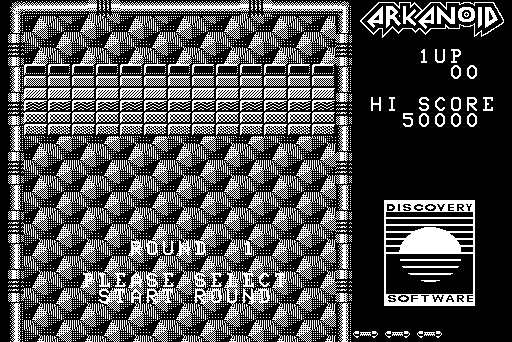 ARKANOID
1UP
00
HI SCORE
50000
DISCOVERY
SOFTWARE
ROUND 1
PLEASE SELECT
START ROUND